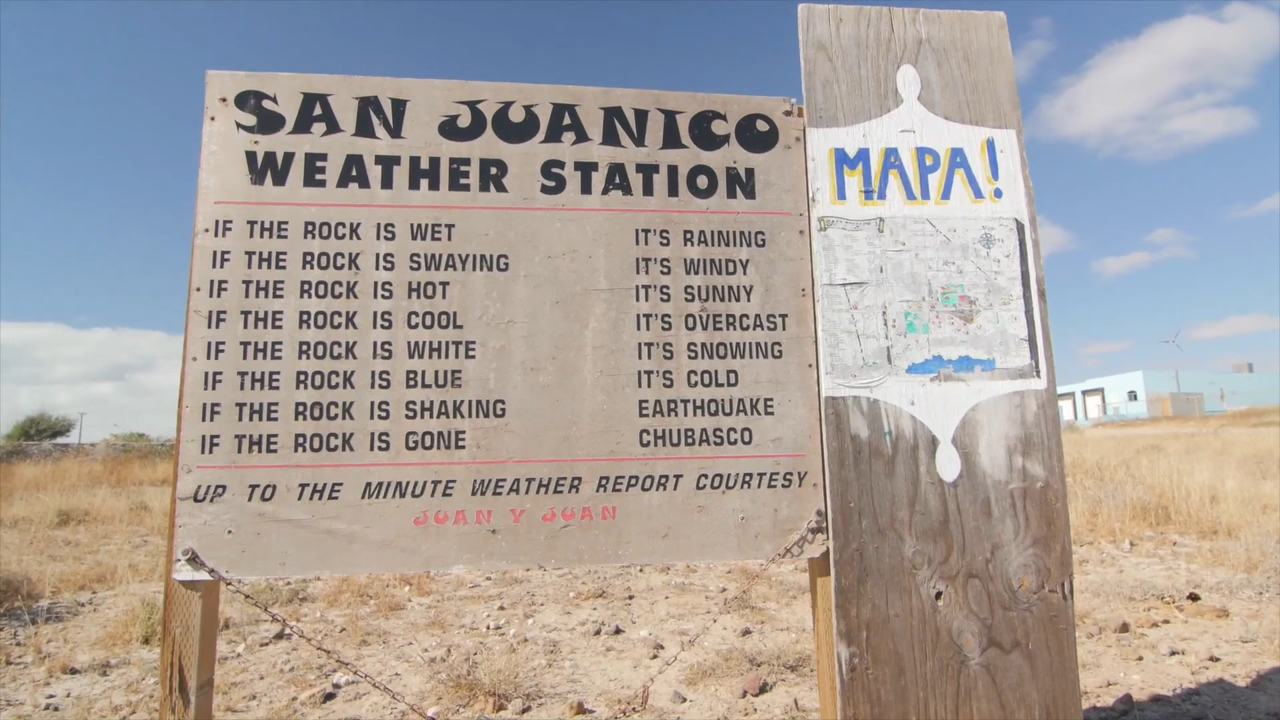 SAN JUANICO
WEATHER STATION
IF THE ROCK IS WET IT'S RAINING
IF THE ROCK IS SWAYING IT'S WINDY
IF THE ROCK IS HOT IT'S SUNNY
IF THE ROCK IS COOL IT'S OVERCAST
IF THE ROCK IS WHITE IT'S SNOWING
IF THE ROCK IS BLUE IT'S COLD
IF THE ROCK IS SHAKING EARTHQUAKE
IF THE ROCK IS GONE CHUBASCO
UP TO THE MINUTE WEATHER REPORT COURTESY
JUAN Y JUAN
MAPA!